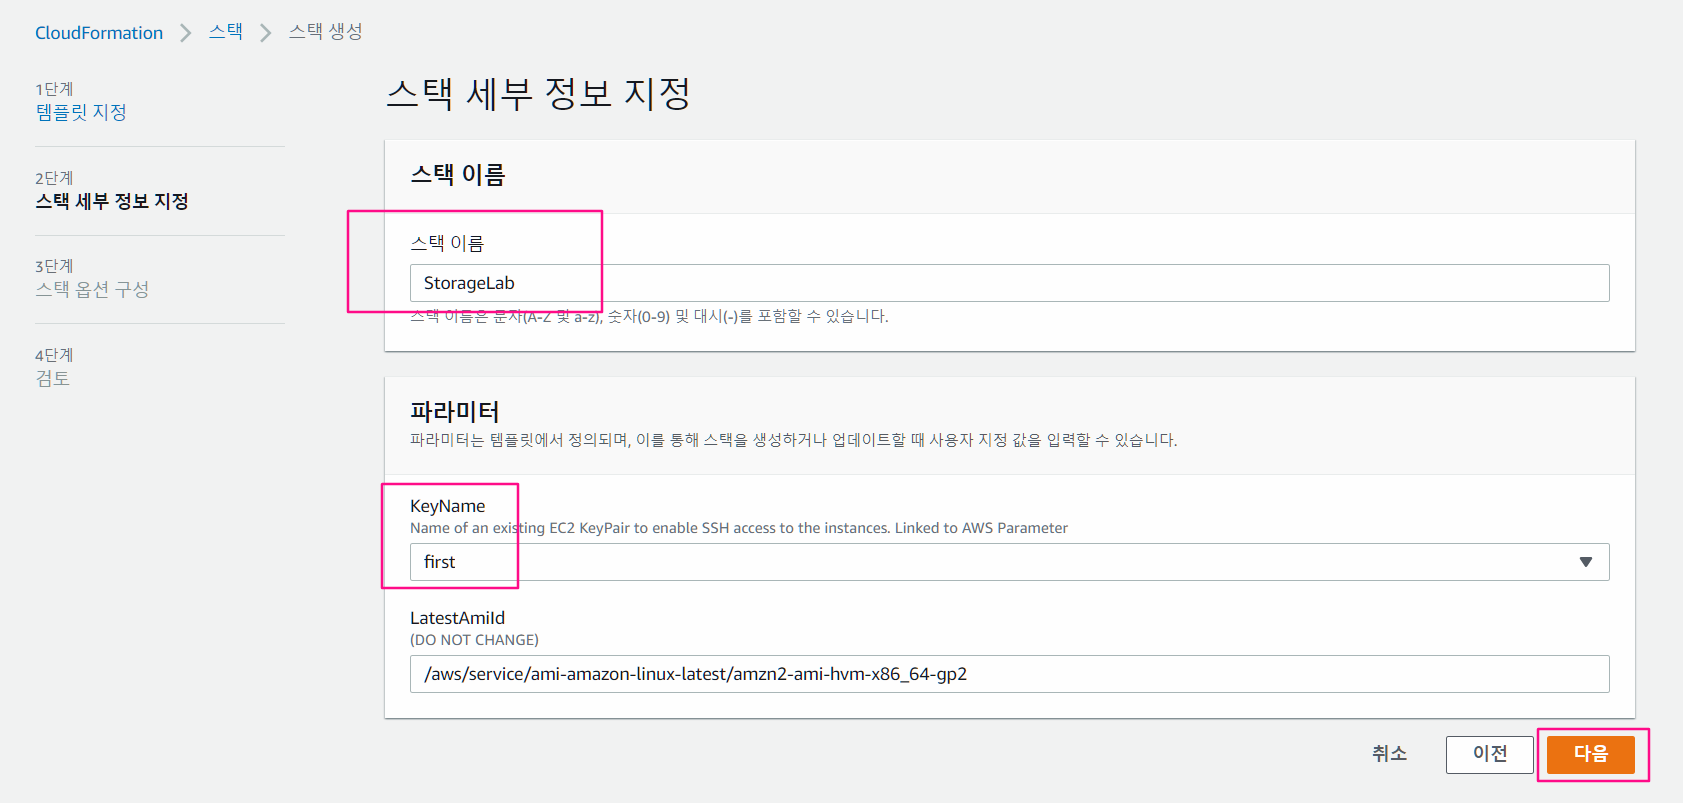 CloudFormation > 스택 > 스택 생성
1단계
템플릿 지정
2단계
스택 세부 정보 지정
3단계
스택 옵션 구성
4단계
검토
스택 세부 정보 지정
스택 이름
스택 이름
StorageLab
스택 이름은 문자(A-Z 및 a-z), 숫자(0-9) 및 대시(-)를 포함할 수 있습니다.
파라미터
파라미터는 템플릿에서 정의되며, 이를 통해 스택을 생성하거나 업데이트할 때 사용자 지정 값을 입력할 수 있습니다.
KeyName
Name of an existing EC2 KeyPair to enable SSH access to the instances. Linked to AWS Parameter
first
LatestAmiId
(DO NOT CHANGE)
/aws/service/ami-amazon-linux-latest/amzn2-ami-hvm-x86_64-gp2
취소 이전 다음